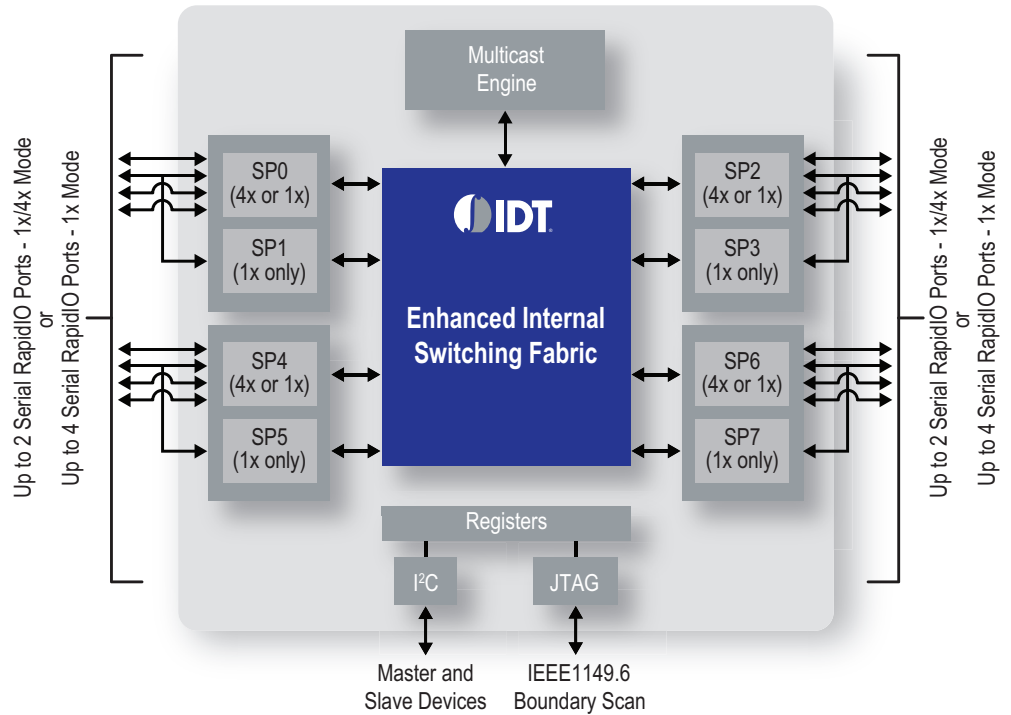 Multicast
Engine
Up to 2 Serial RapidIO Ports - 1x/4x Mode
or
Up to 4 Serial RapidIO Ports - 1x Mode
SP0
(4x or 1x)
SP1
(1x only)
SP4
(4x or 1x)
SP5
(1x only)
IDT.
Enhanced Internal
Switching Fabric
SP2
(4x or 1x)
SP3
(1x only)
SP6
(4x or 1x)
SP7
(1x only)
Up to 2 Serial RapidIO Ports - 1x/4x Mode
or
Up to 4 Serial RapidIO Ports - 1x Mode
Registers
I²C
JTAG
Master and
Slave Devices
IEEE1149.6
Boundary Scan